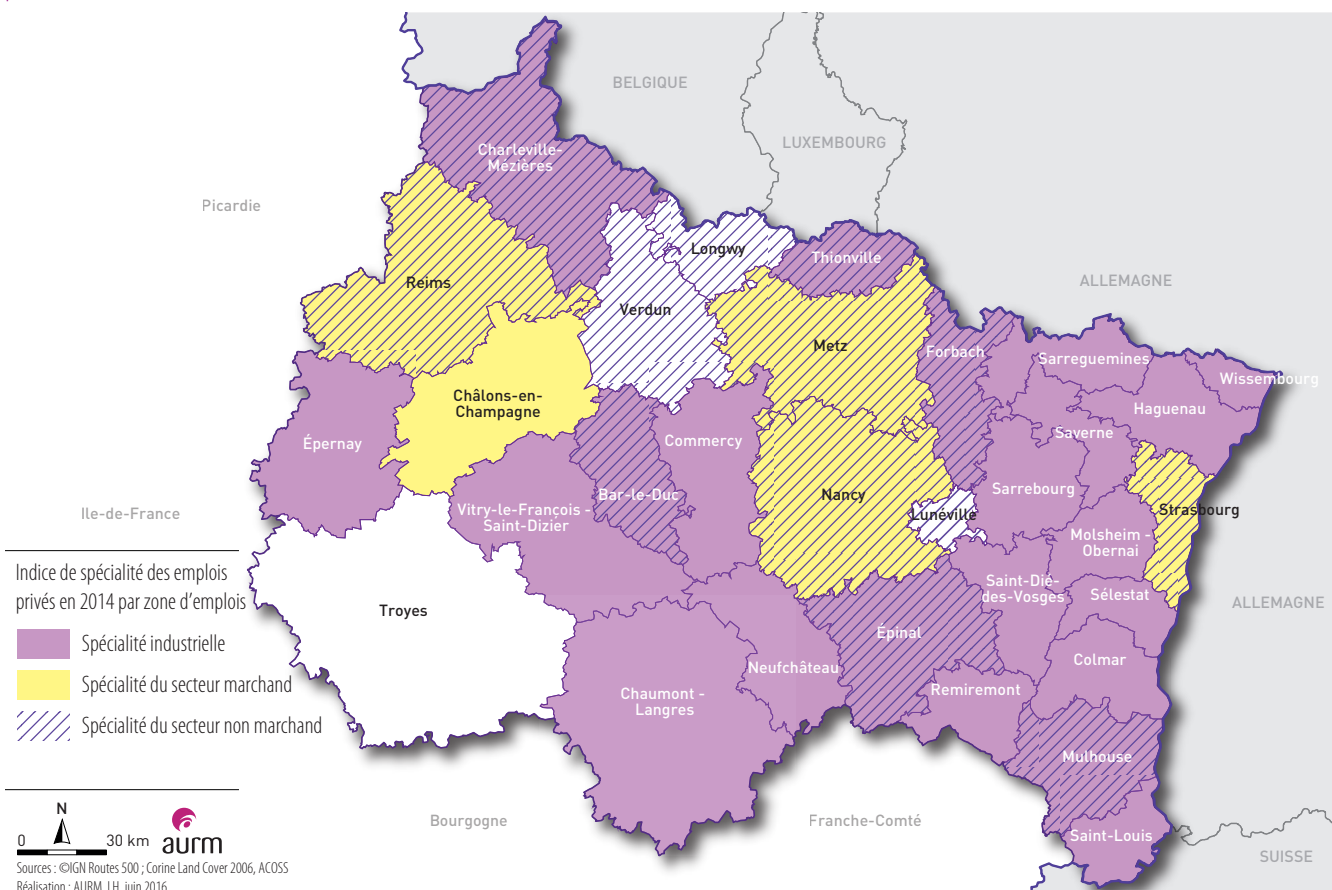 BELGIQUE
LUXEMBOURG
Charleville-
Mezières
Picardie
Longwy
Thionville
ALLEMAGNE
Reims
Verdun
Metz
Forbach
Sarreguemines
Wissembourg
Châlons-en-
Champagne
Haguenau
Saverne
Épernay
Commercy
Sarrebourg
Bar-le-Duc
Nancy
Ile-de-France
Vitry-le-François -
Saint-Dizier
Lunéville
Strasbourg
Molsheim -
Obernai
Saint-Dié-
des-Vosges
Sélestat
ALLEMAGNE
Troyes
Épinal
Colmar
Neufchâteau
Remiremont
Chaumont -
Langres
Mulhouse
Bourgogne
Franche-Comté
Saint-Louis
SUISSE
Indice de spécialité des emplois
privés en 2014 par zone d'emplois
Spécialité industrielle
Spécialité du secteur marchand
Spécialité du secteur non marchand
N
0 30 km
aurm
Sources : ©IGN Routes 500 ; Corine Land Cover 2006, ACOSS
Réalisation : AURM, LH, juin 2016